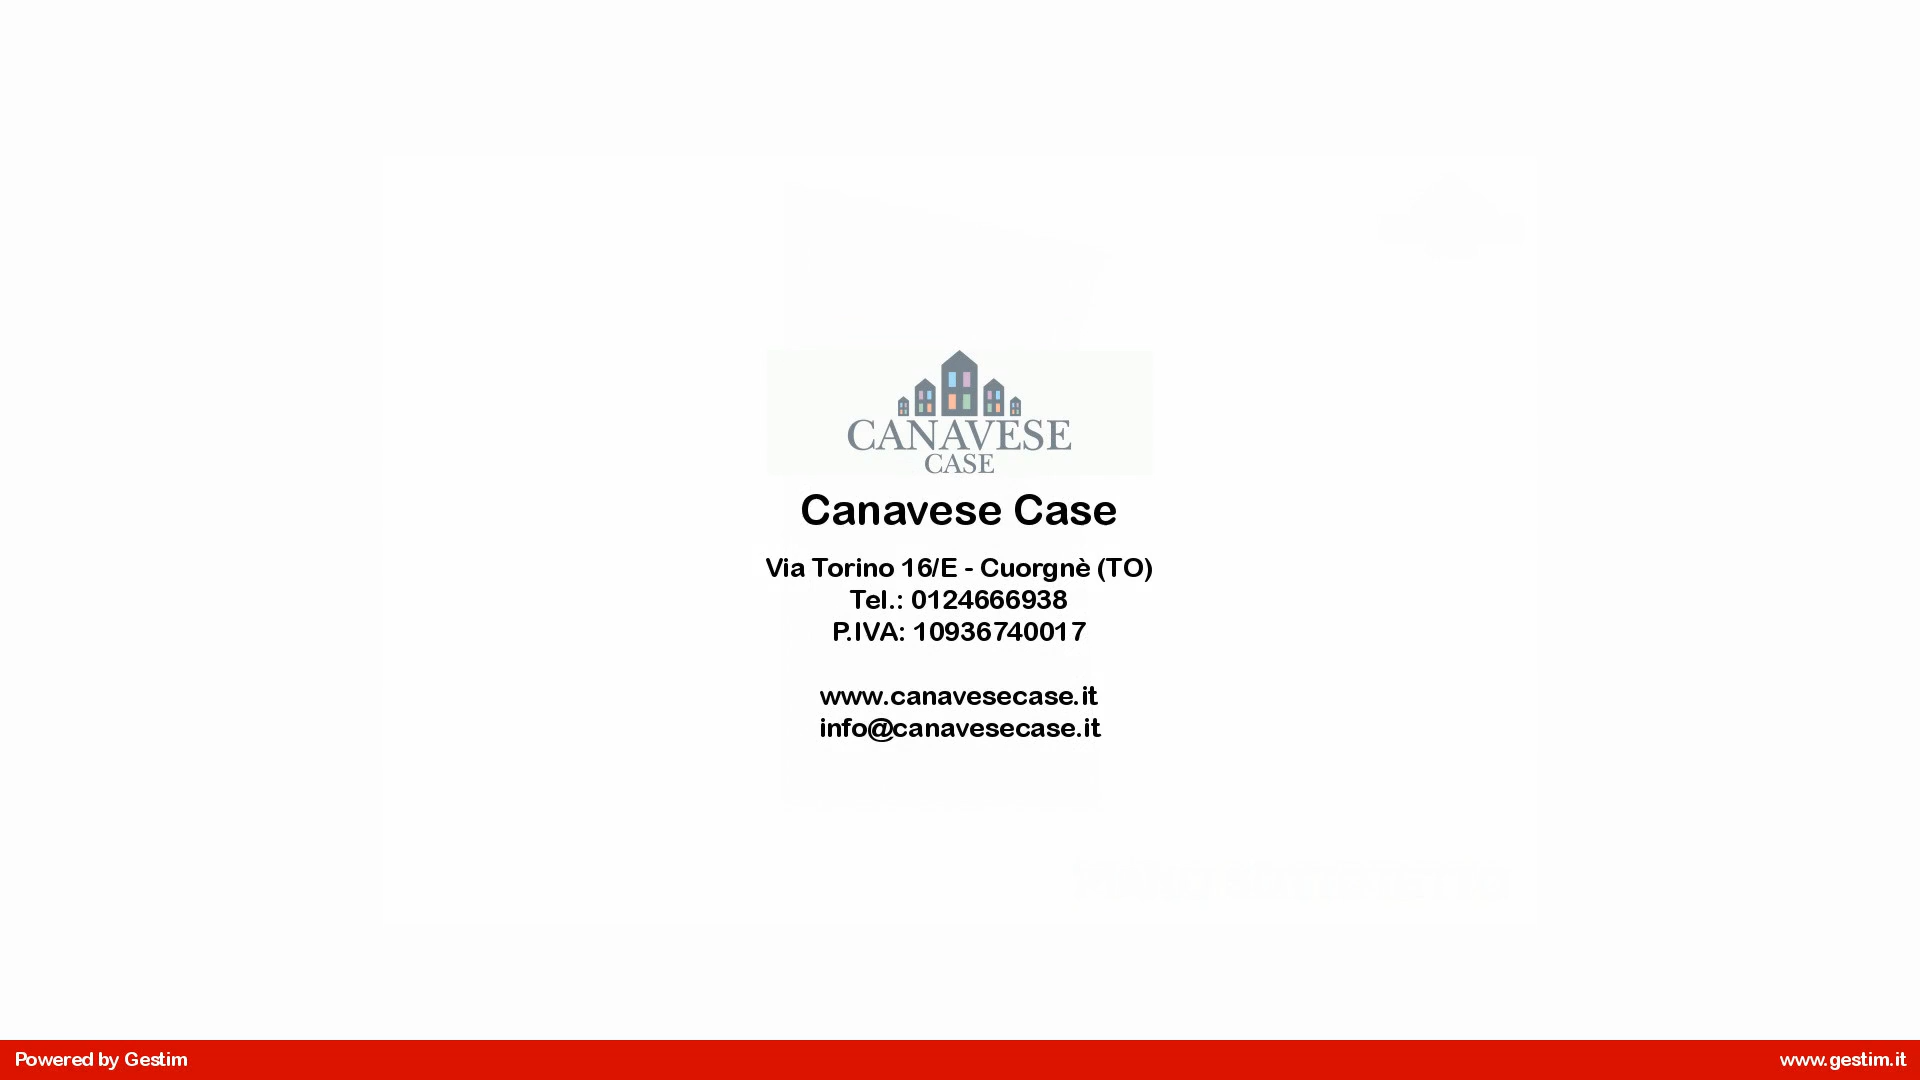 CANAVESE
CASE
Canavese Case
Via Torino 16/E - Cuorgnè (TO)
Tel.: 0124666938
P.IVA: 10936740017
www.canavesecase.it
info@canavesecase.it
Powered by Gestim
www.gestim.it